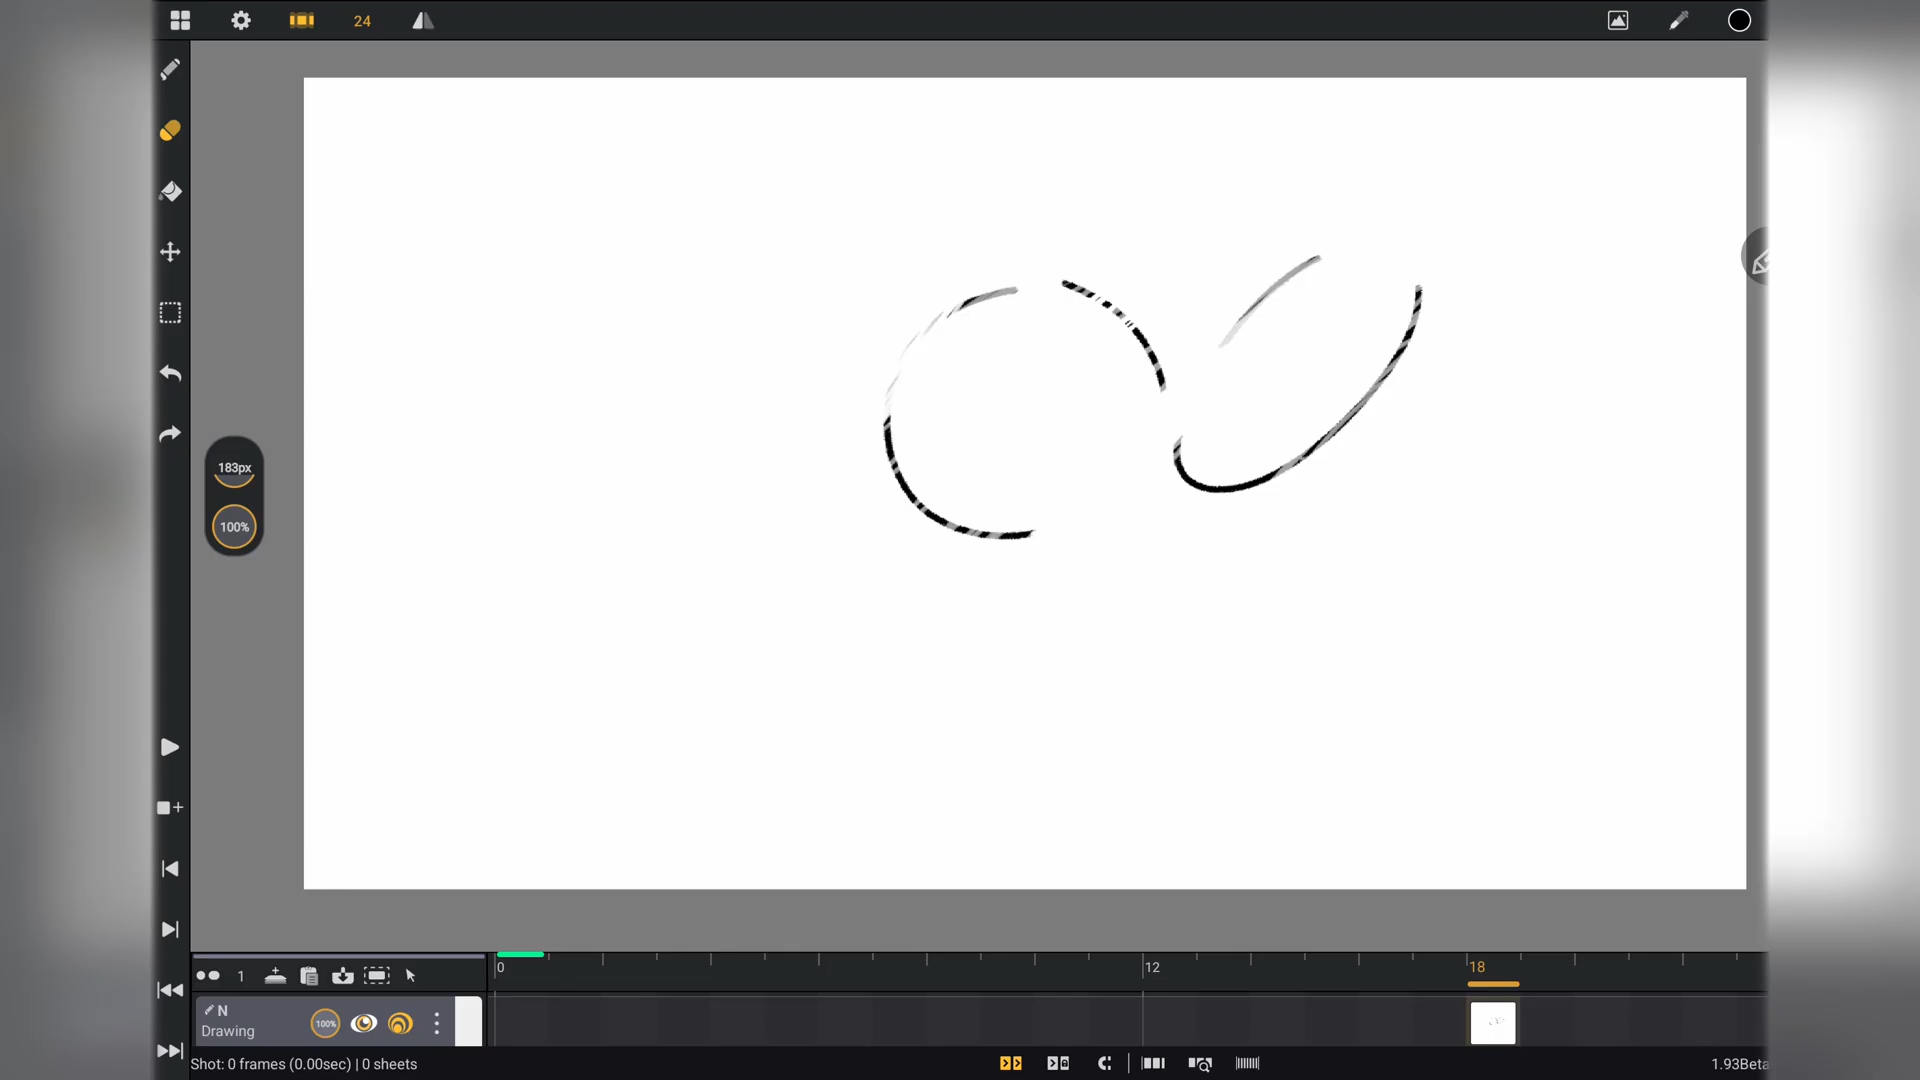 24
183px
100%
1
0
12
18
N
Drawing
100%
Shot: 0 frames (0.00sec) | 0 sheets
1.93Beta